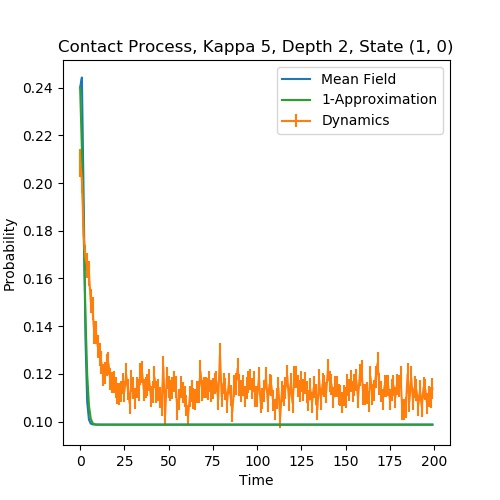 Contact Process, Kappa 5, Depth 2, State (1, 0)
Mean Field
1-Approximation
Dynamics
Probability
0.24
0.22
0.20
0.18
0.16
0.14
0.12
0.10
0 25 50 75 100 125 150 175 200
Time